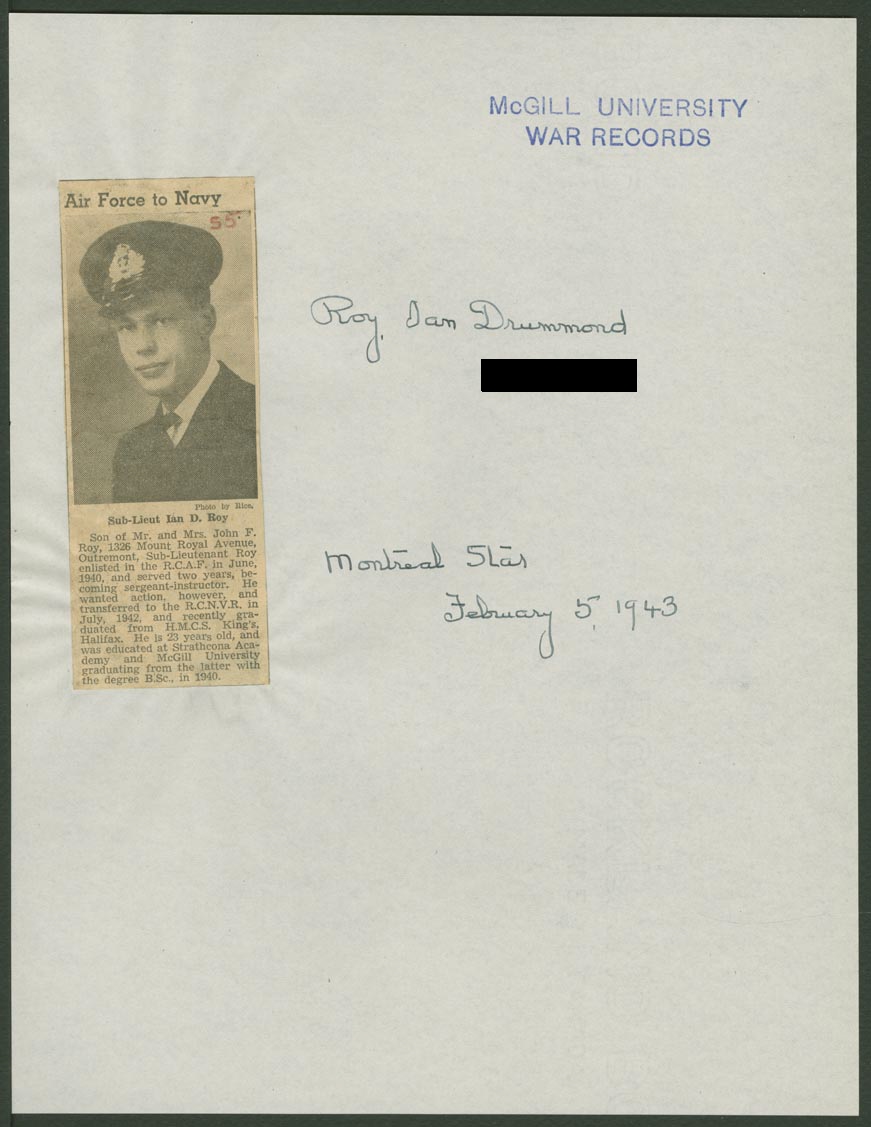 McGILL UNIVERSITY
WAR RECORDS
Air Force to Navy
S5
Photo by Rice.
Sub-Lieut Ian D. Roy
Son of Mr. and Mrs. John F.
Roy, 1326 Mount Royal Avenue,
Outremont, Sub-Lieutenant Roy
enlisted in the R.C.A.F. in June,
1940, and served two years, be-
coming sergeant-instructor. He
wanted action, however, and
transferred to the R.C.N.V.R. in
July, 1942, and recently gra-
duated from H.M.C.S. King's,
Halifax. He is 23 years old, and
was educated at Strathcona Aca-
demy and McGill University
graduating from the latter with
the degree B.Sc., in 1940.
Roy, Ian Drummond
Montreal Star
February 5, 1943